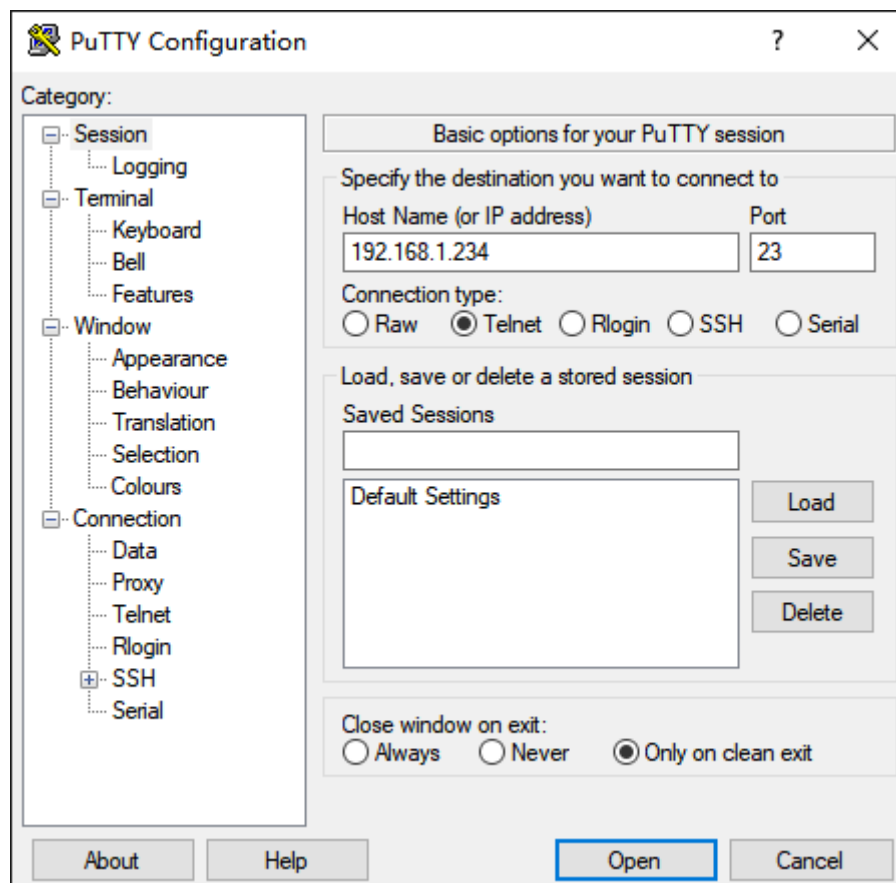 PuTTY Configuration
?
Category:
Session
Logging
Terminal
Keyboard
Bell
Features
Window
Appearance
Behaviour
Translation
Selection
Colours
Connection
Data
Proxy
Telnet
Rlogin
SSH
Serial
Basic options for your PuTTY session
Specify the destination you want to connect to
Host Name (or IP address) Port
192.168.1.234 23
Connection type:
Raw Telnet Rlogin SSH Serial
Load, save or delete a stored session
Saved Sessions
Default Settings
Load
Save
Delete
Close window on exit:
Always Never Only on clean exit
About Help Open Cancel